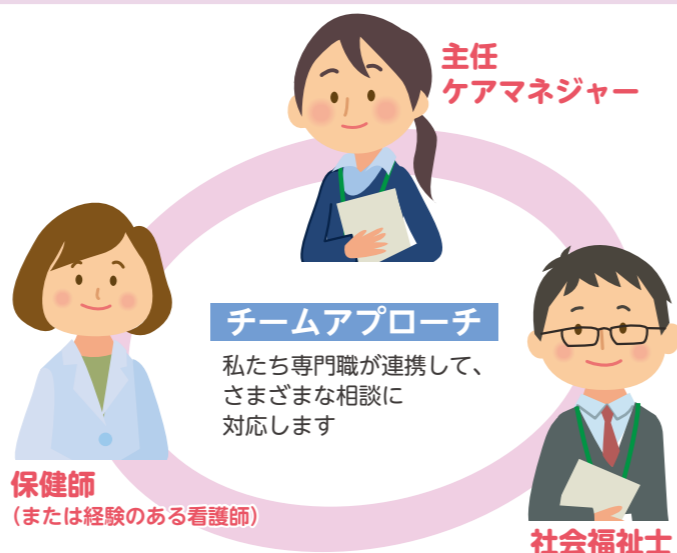 主任
ケアマネジャー
チームアプローチ
私たち専門職が連携して、
さまざまな相談に
対応します
保健師
（または経験のある看護師）
社会福祉士